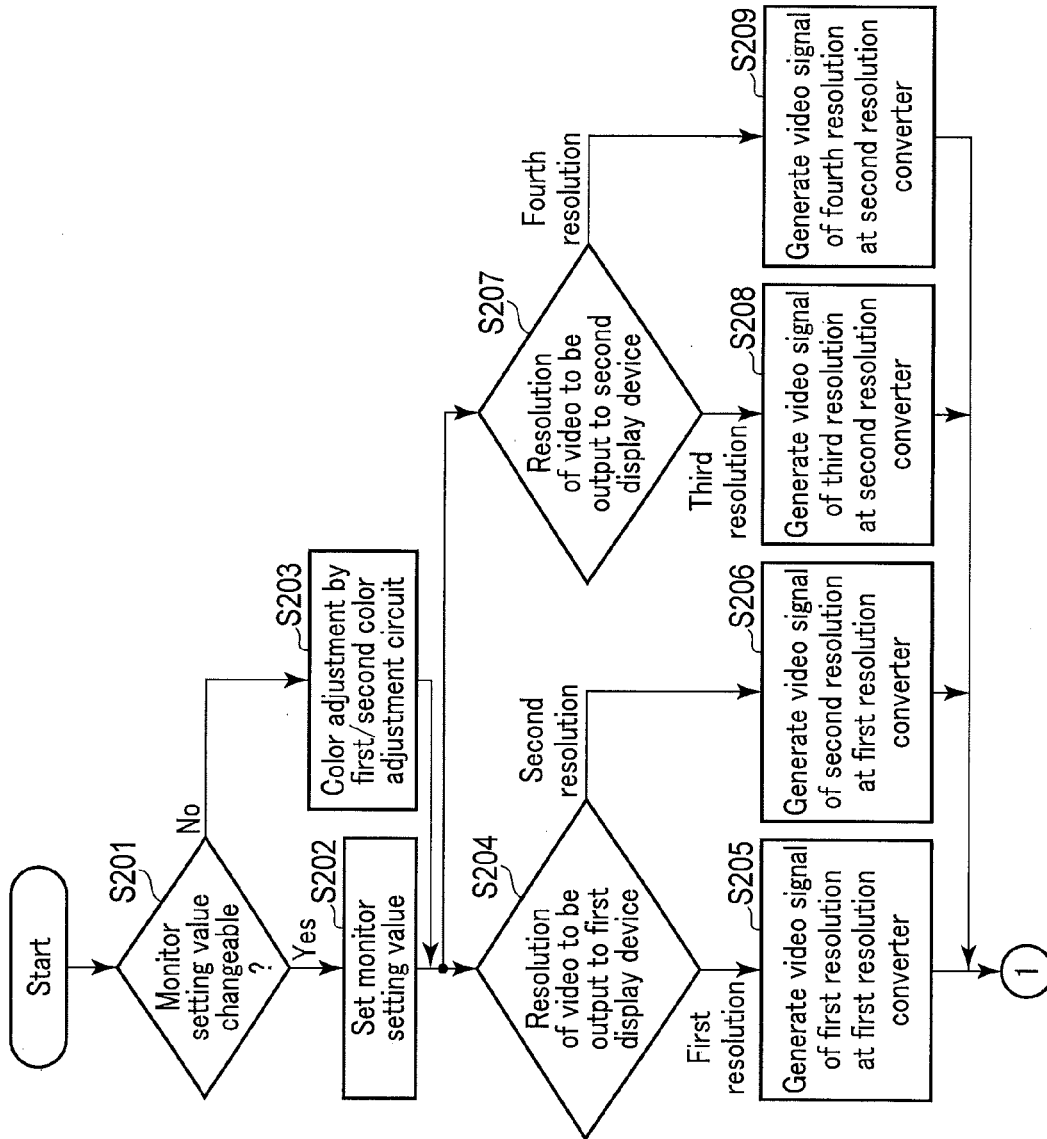 Start
S201
Monitor
setting value
changeable
?
No
Yes
S202
Set monitor
setting value
S203
Color adjustment by
first/second color
adjustment circuit
S204
Resolution
of video to be
output to first
display device
First
resolution
Second
resolution
S205
Generate video signal
of first resolution
at first resolution
converter
S206
Generate video signal
of second resolution
at first resolution
converter
S207
Resolution
of video to be
output to second
display device
Third
resolution
Fourth
resolution
S208
Generate video signal
of third resolution
at second resolution
converter
S209
Generate video signal
of fourth resolution
at second resolution
converter
1